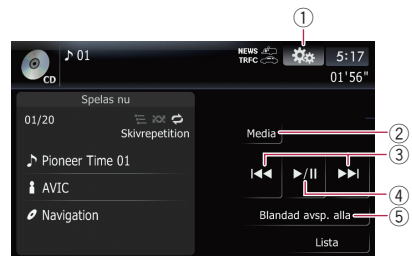 ①
♪ 01
NEWS
TRFC
5:17
CD
01'56"
Spelas nu
01/20
Skivrepetition
Media
②
③
Pioneer Time 01
④
AVIC
Navigation
Blandad avsp. alla
⑤
Lista